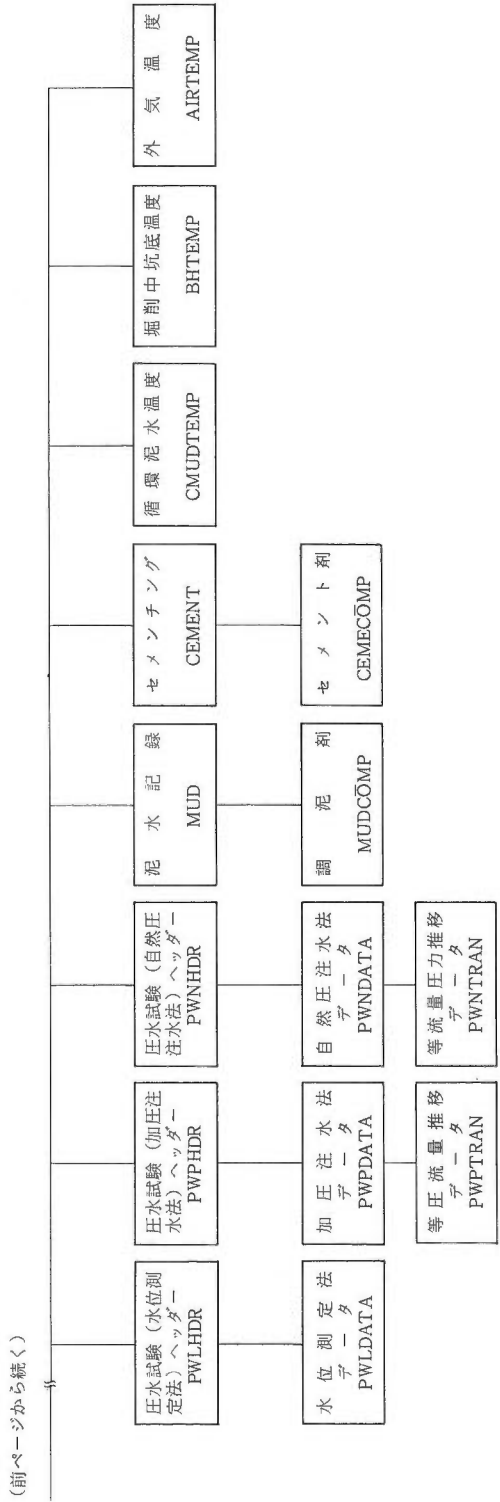 (前ページから続く)
圧水試験(水位測
定法)ヘッダー
PWLHDR
圧水試験(加圧注
水法)ヘッダー
PWPHDR
圧水試験(自然圧
注水法)ヘッダー
PWNHDR
泥水記録
MUD
セメンチング
CEMENT
循環泥水温度
CMUDTEMP
堀削中坑底温度
BHTEMP
外気温度
AIRTEMP
水位測定法
データ
PWLDATA
加圧注水法
データ
PWPDATA
自然圧注水法
データ
PWNDATA
調泥剤
MUDCŌMP
セメント剤
CEMECŌMP
等圧流量推移
データ
PWPTRAN
等流量圧力推移
データ
PWNTRAN